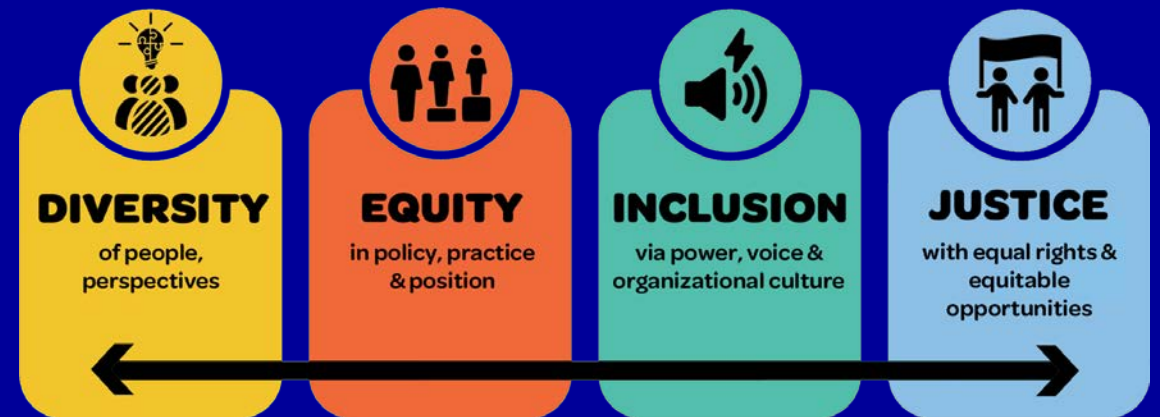 DIVERSITY
of people,
perspectives
EQUITY
in policy, practice
& position
INCLUSION
via power, voice &
organizational culture
JUSTICE
with equal rights &
equitable
opportunities